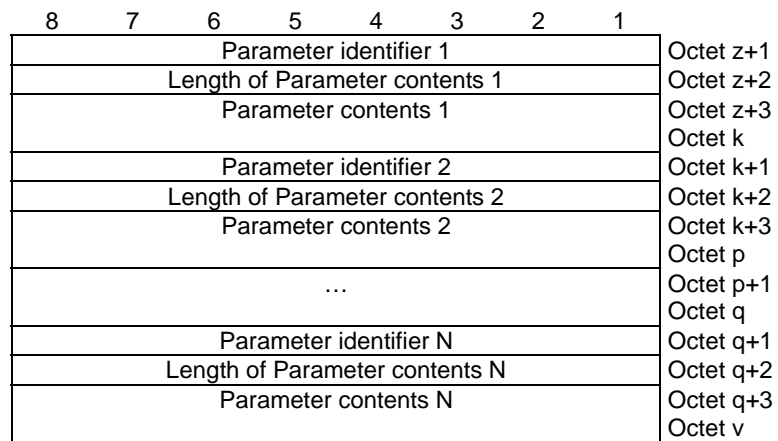 8 7 6 5 4 3 2 1
Parameter identifier 1 Octet z+1
Length of Parameter contents 1 Octet z+2
Parameter contents 1 Octet z+3
Octet k
Parameter identifier 2 Octet k+1
Length of Parameter contents 2 Octet k+2
Parameter contents 2 Octet k+3
Octet p
… Octet p+1
Octet q
Parameter identifier N Octet q+1
Length of Parameter contents N Octet q+2
Parameter contents N Octet q+3
Octet v